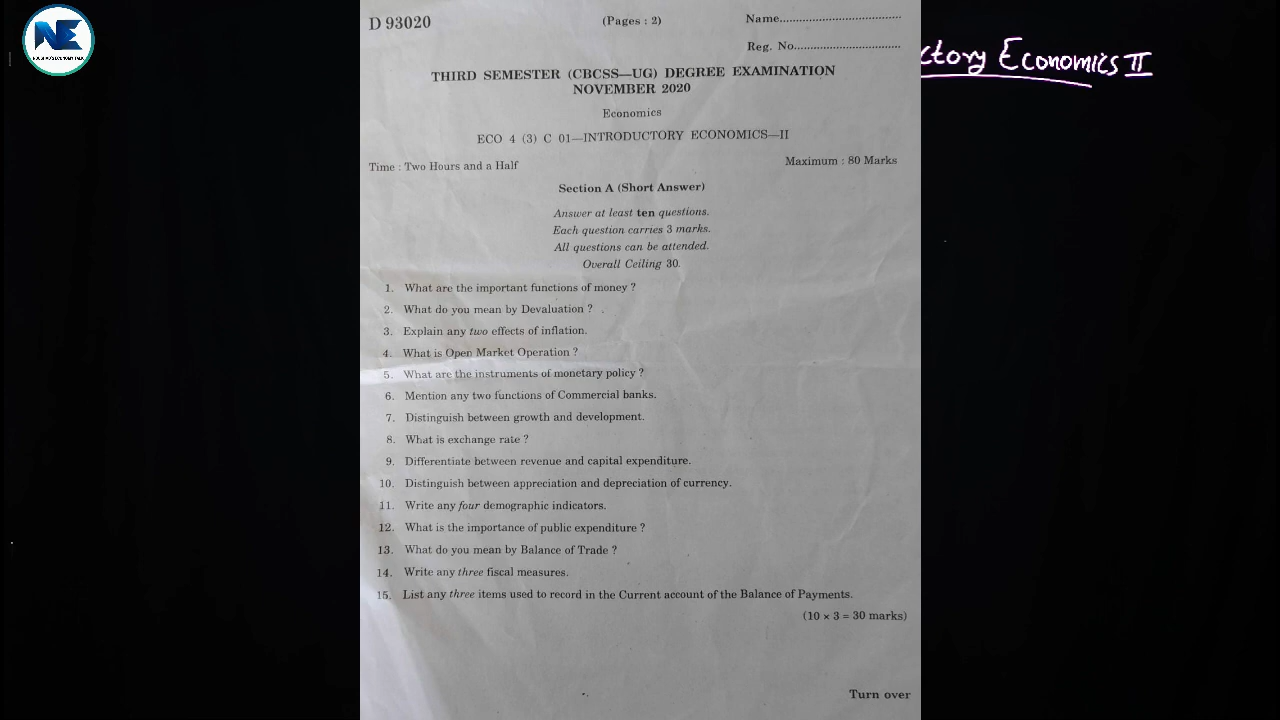 NE
D 93020
(Pages : 2)
Name.....................................
Reg. No.................................
ctory Economics II
THIRD SEMESTER (CBCSS—UG) DEGREE EXAMINATION
NOVEMBER 2020
Economics
ECO 4 (3) C 01—INTRODUCTORY ECONOMICS—II
Time : Two Hours and a Half
Maximum : 80 Marks
Section A (Short Answer)
Answer at least ten questions.
Each question carries 3 marks.
All questions can be attended.
Overall Ceiling 30.
1. What are the important functions of money ?
2. What do you mean by Devaluation ?
3. Explain any two effects of inflation.
4. What is Open Market Operation ?
5. What are the instruments of monetary policy ?
6. Mention any two functions of Commercial banks.
7. Distinguish between growth and development.
8. What is exchange rate ?
9. Differentiate between revenue and capital expenditure.
10. Distinguish between appreciation and depreciation of currency.
11. Write any four demographic indicators.
12. What is the importance of public expenditure ?
13. What do you mean by Balance of Trade ?
14. Write any three fiscal measures.
15. List any three items used to record in the Current account of the Balance of Payments.
(10 × 3 = 30 marks)
Turn over